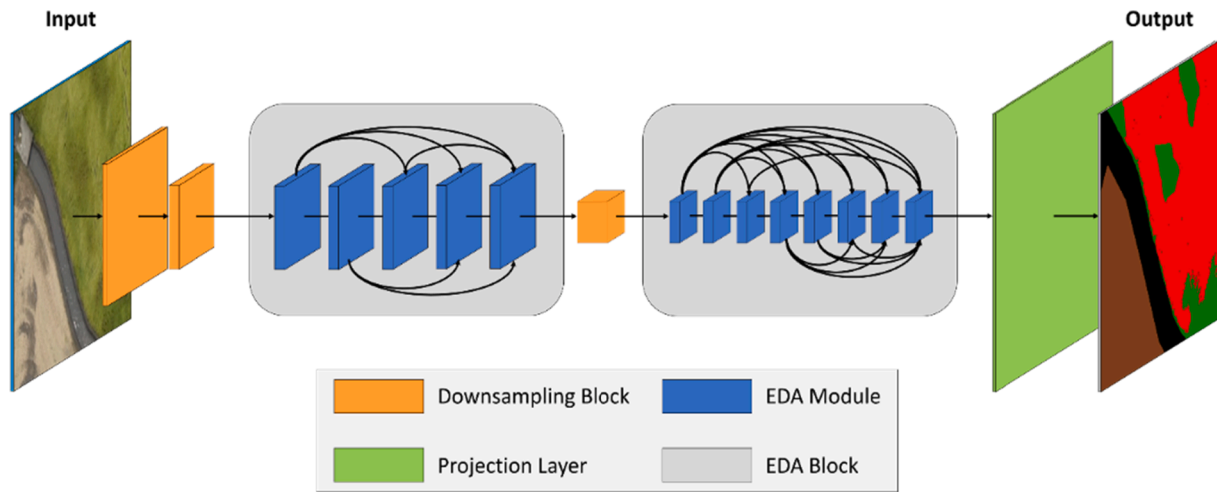 Input
Output
Downsampling Block
EDA Module
Projection Layer
EDA Block